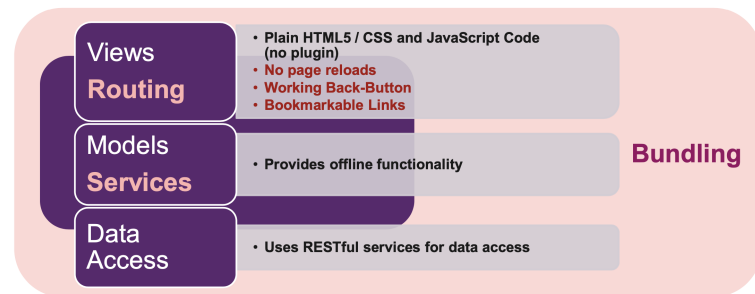 Views
Routing
• Plain HTML5 / CSS and JavaScript Code
(no plugin)
• No page reloads
• Working Back-Button
• Bookmarkable Links
Models
Services
• Provides offline functionality
Bundling
Data
Access
• Uses RESTful services for data access